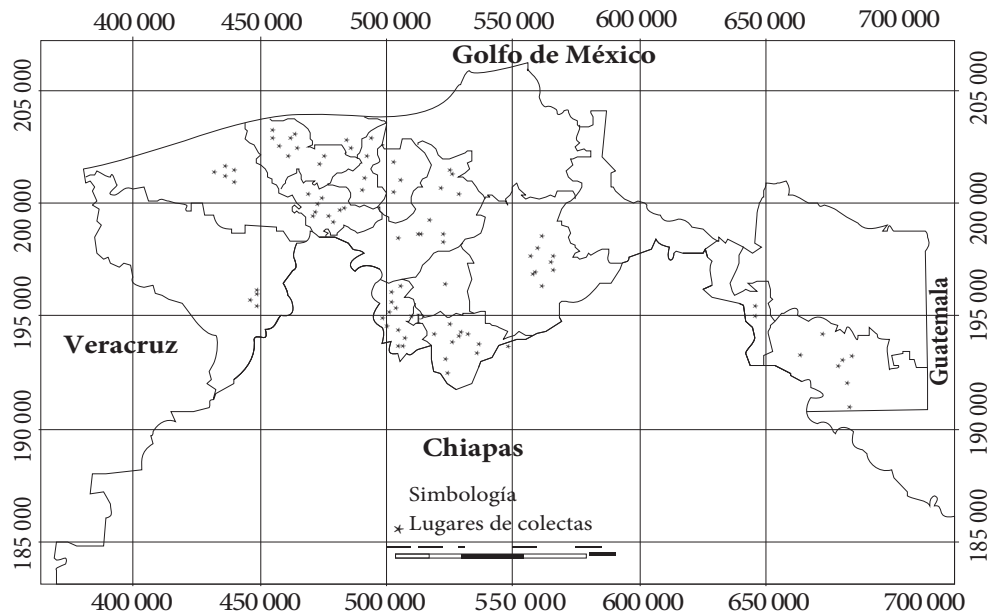 400 000 450 000 500 000 550 000 600 000 650 000 700 000
Golfo de México
205 000 205 000
200 000 200 000
195 000 195 000
Veracruz
Guatemala
190 000 190 000
Chiapas
Simbología
Lugares de colectas
185 000 185 000
400 000 450 000 500 000 550 000 600 000 650 000 700 000